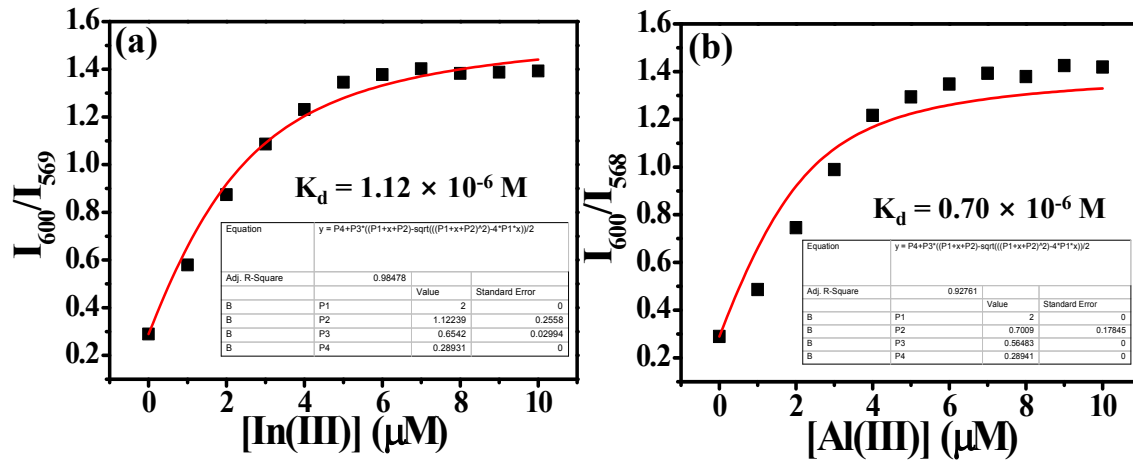 (a)
1.6
1.4
1.2
1.0
0.8
0.6
0.4
0.2
I600/I569
Kd = 1.12 × 10-6 M
Equation y = P4+P3*((P1+x+P2)-sqrt(((P1+x+P2)^2)-4*P1*x))/2
Adj. R-Square 0.98478
Value Standard Error
B P1 2 0
B P2 1.12239 0.2558
B P3 0.6542 0.02994
B P4 0.28931 0
0 2 4 6 8 10
[In(III)] (μM)
(b)
1.6
1.4
1.2
1.0
0.8
0.6
0.4
0.2
I600/I568
Kd = 0.70 × 10-6 M
Equation y = P4+P3*((P1+x+P2)-sqrt(((P1+x+P2)^2)-4*P1*x))/2
Adj. R-Square 0.92761
Value Standard Error
B P1 2 0
B P2 0.7009 0.17845
B P3 0.56483 0
B P4 0.28941 0
0 2 4 6 8 10
[Al(III)] (μM)